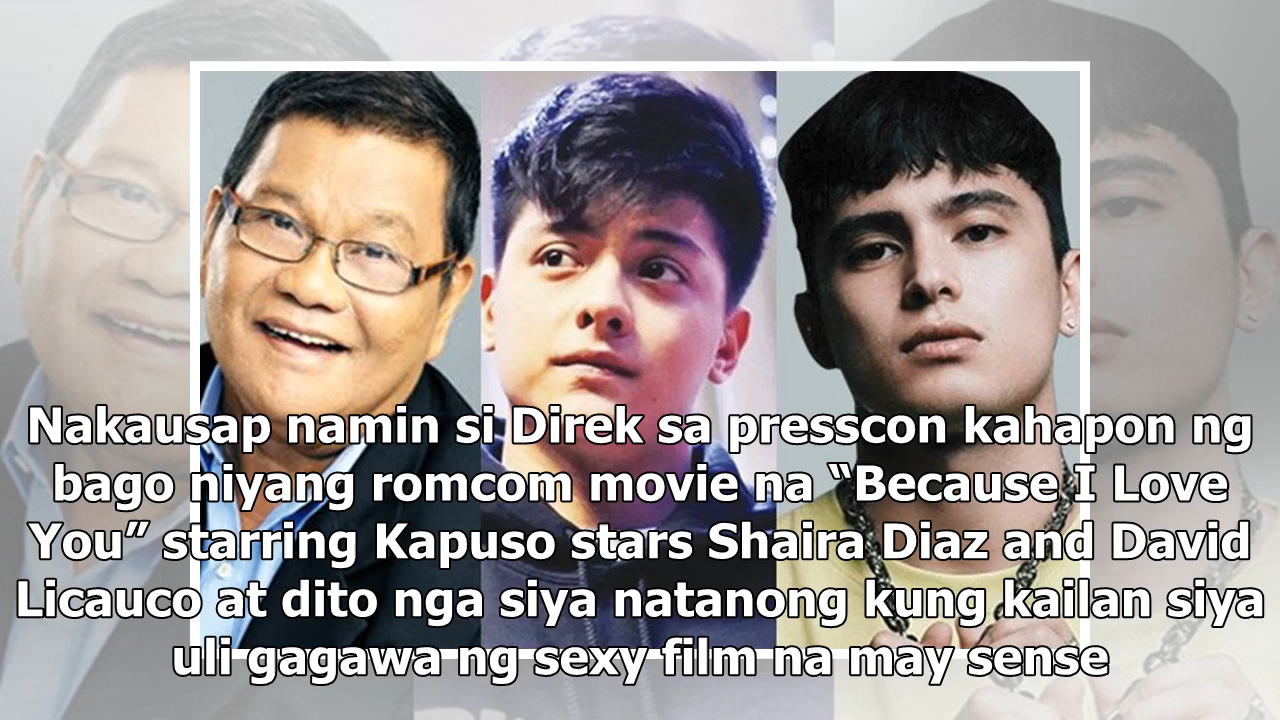 Nakausap namin si Direk sa presscon kahapon ng
bago niyang romcom movie na “Because I Love
You” starring Kapuso stars Shaira Diaz and David
Licauco at dito nga siya natanong kung kailan siya
uli gagawa ng sexy film na may sense